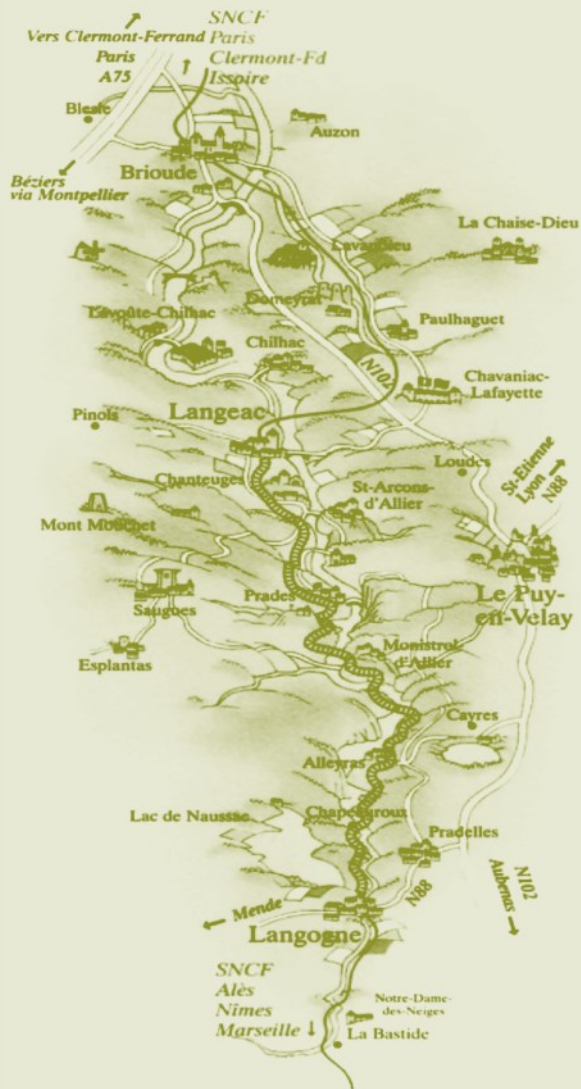 SNCF
Paris
Clermont-Fd
Issoire
Vers Clermont-Ferrand
Paris
A75
Blesle
Auzon
Brioude
Béziers
via Montpellier
La Chaise-Dieu
Lavaudieu
Domeyrat
Lavoûte-Chilhac
Paulhaguet
Chilhac
N102
Chavaniac-
Lafayette
Langeac
Pinols
Loudes
St-Etienne
Lyon
N88
Chanteuges
St-Arcons-
d'Allier
Mont Mouchet
Le Puy-
en-Velay
Saugues
Prades
Esplantas
Monistrol
d'Allier
Cayres
Alleyras
Lac de Naussac
Chapeauroux
Pradelles
N102
Aubenas
N88
Mende
Langogne
SNCF
Alès
Nîmes
Marseille
Notre-Dame-
des-Neiges
La Bastide